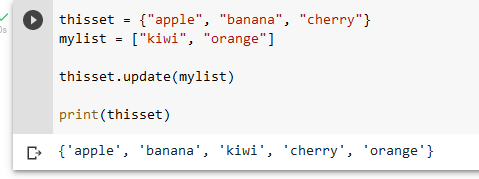 thisset = {"apple", "banana", "cherry"}
mylist = ["kiwi", "orange"]
thisset.update(mylist)
print(thisset)
{'apple', 'banana', 'kiwi', 'cherry', 'orange'}